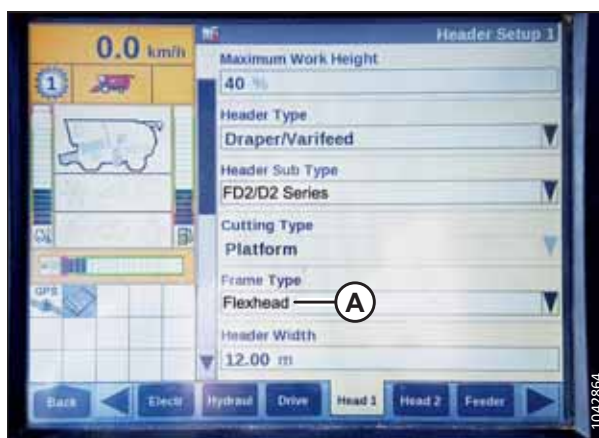 0.0 km/h
Header Setup 1
1
Maximum Work Height
40 %
Header Type
Draper/Varifeed
Header Sub Type
FD2/D2 Series
Cutting Type
Platform
Frame Type
Flexhead
A
Header Width
12.00 m
GPS
Back
Electr
Hydraul
Drive
Head 1
Head 2
Feeder
1042864